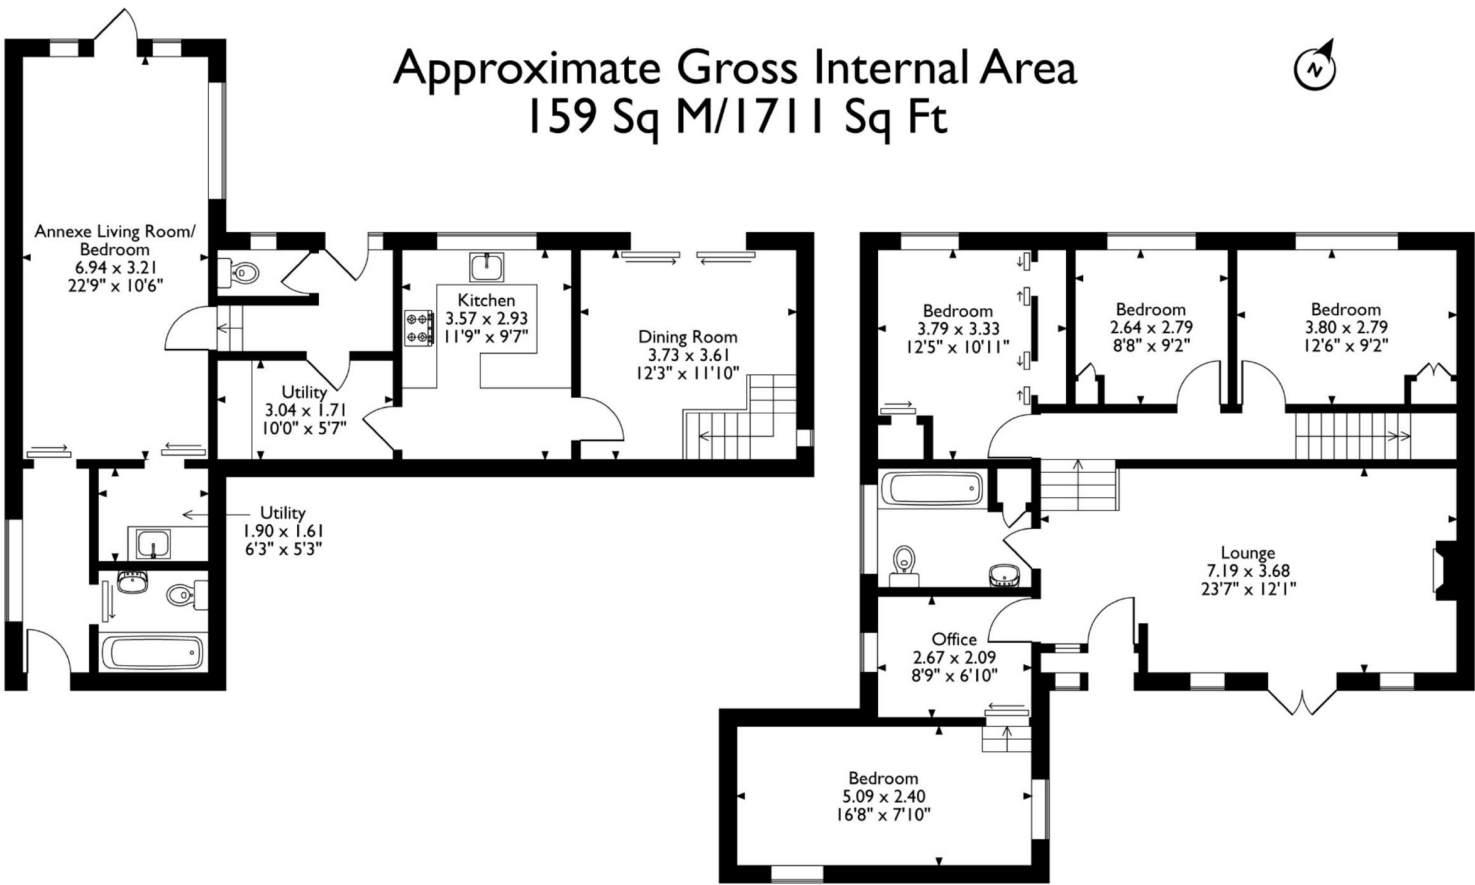 Approximate Gross Internal Area
159 Sq M/1711 Sq Ft
N
Annexe Living Room/
Bedroom
6.94 x 3.21
22'9" x 10'6"
Kitchen
3.57 x 2.93
11'9" x 9'7"
Dining Room
3.73 x 3.61
12'3" x 11'10"
Utility
3.04 x 1.71
10'0" x 5'7"
Utility
1.90 x 1.61
6'3" x 5'3"
Bedroom
3.79 x 3.33
12'5" x 10'11"
Bedroom
2.64 x 2.79
8'8" x 9'2"
Bedroom
3.80 x 2.79
12'6" x 9'2"
Lounge
7.19 x 3.68
23'7" x 12'1"
Office
2.67 x 2.09
8'9" x 6'10"
Bedroom
5.09 x 2.40
16'8" x 7'10"